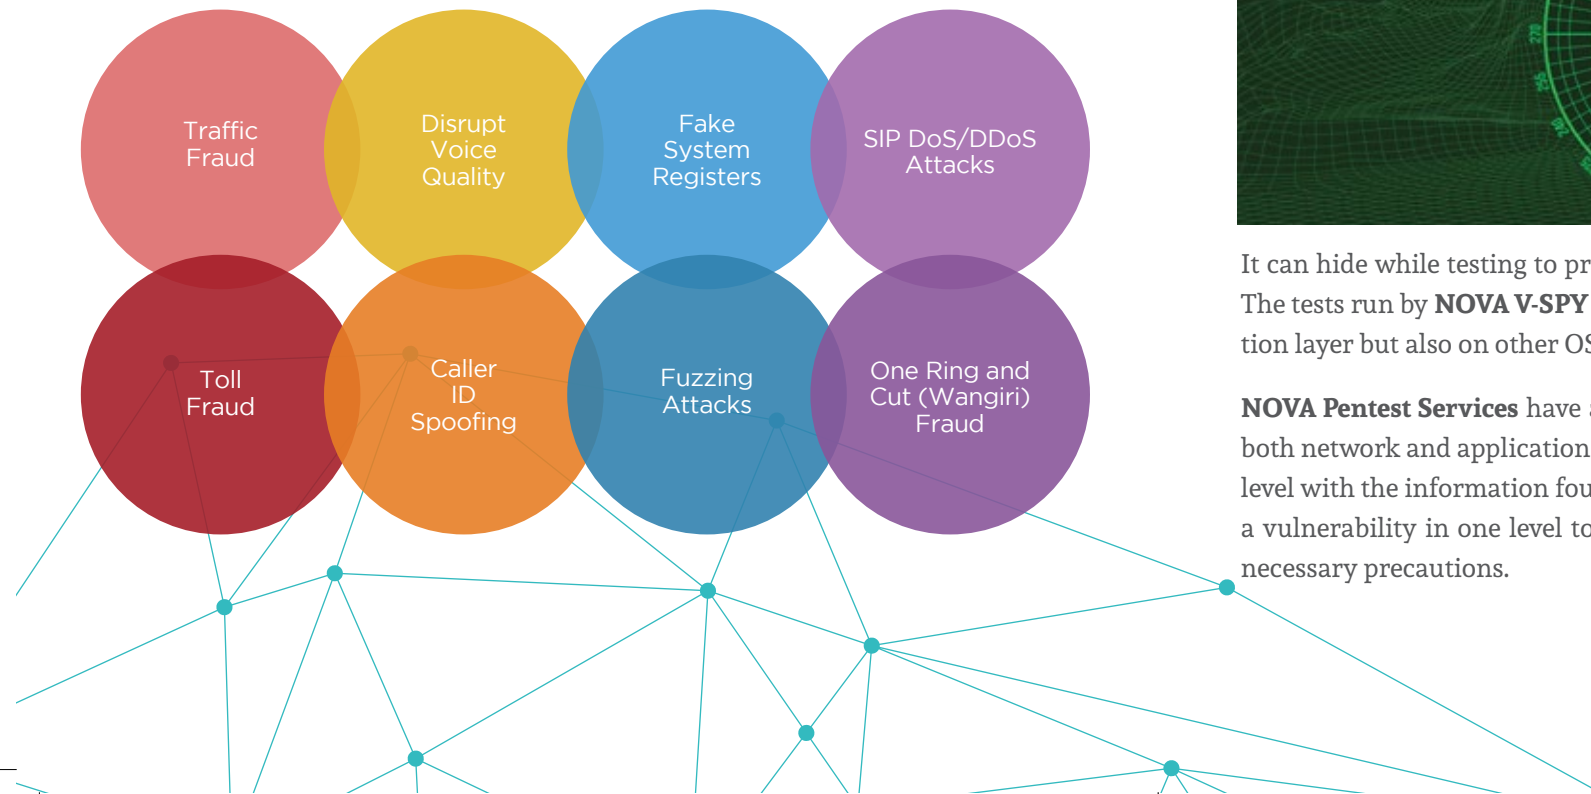 Traffic
Fraud
Disrupt
Voice
Quality
Fake
System
Registers
SIP DoS/DDoS
Attacks
Toll
Fraud
Caller
ID
Spoofing
Fuzzing
Attacks
One Ring and
Cut (Wangiri)
Fraud
270
255
240
It can hide while testing to pr
The tests run by NOVA V-SPY
tion layer but also on other OS
NOVA Pentest Services have
both network and application
level with the information fou
a vulnerability in one level to
necessary precautions.